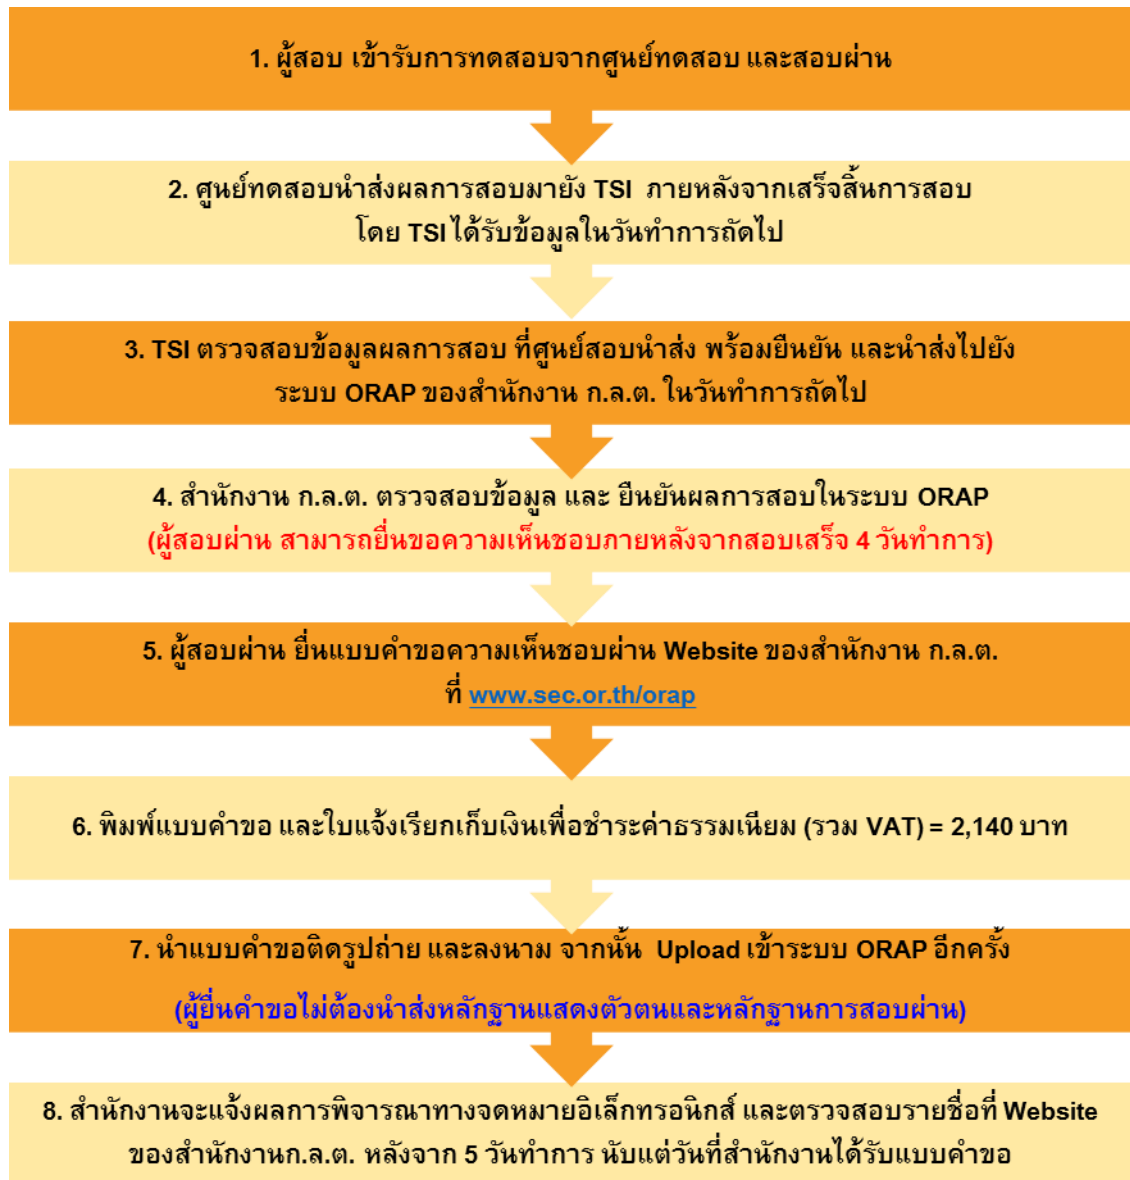 1. ผู้สอบ เข้ารับการทดสอบจากศูนย์ทดสอบ และสอบผ่าน
2. ศูนย์ทดสอบนำส่งผลการสอบมายัง TSI ภายหลังจากเสร็จสิ้นการสอบ
โดย TSI ได้รับข้อมูลในวันทำการถัดไป
3. TSI ตรวจสอบข้อมูลผลการสอบ ที่ศูนย์สอบนำส่ง พร้อมยืนยัน และนำส่งไปยัง
ระบบ ORAP ของสำนักงาน ก.ล.ต. ในวันทำการถัดไป
4. สำนักงาน ก.ล.ต. ตรวจสอบข้อมูล และ ยืนยันผลการสอบในระบบ ORAP
(ผู้สอบผ่าน สามารถยื่นขอความเห็นชอบภายหลังจากสอบเสร็จ 4 วันทำการ)
5. ผู้สอบผ่าน ยื่นแบบคำขอความเห็นชอบผ่าน Website ของสำนักงาน ก.ล.ต.
ที่ www.sec.or.th/orap
6. พิมพ์แบบคำขอ และใบแจ้งเรียกเก็บเงินเพื่อชำระค่าธรรมเนียม (รวม VAT) = 2,140 บาท
7. นำแบบคำขอติดรูปถ่าย และลงนาม จากนั้น Upload เข้าระบบ ORAP อีกครั้ง
(ผู้ยื่นคำขอไม่ต้องนำส่งหลักฐานแสดงตัวตนและหลักฐานการสอบผ่าน)
8. สำนักงานจะแจ้งผลการพิจารณาทางจดหมายอิเล็กทรอนิกส์ และตรวจสอบรายชื่อที่ Website
ของสำนักงานก.ล.ต. หลังจาก 5 วันทำการ นับแต่วันที่สำนักงานได้รับแบบคำขอ